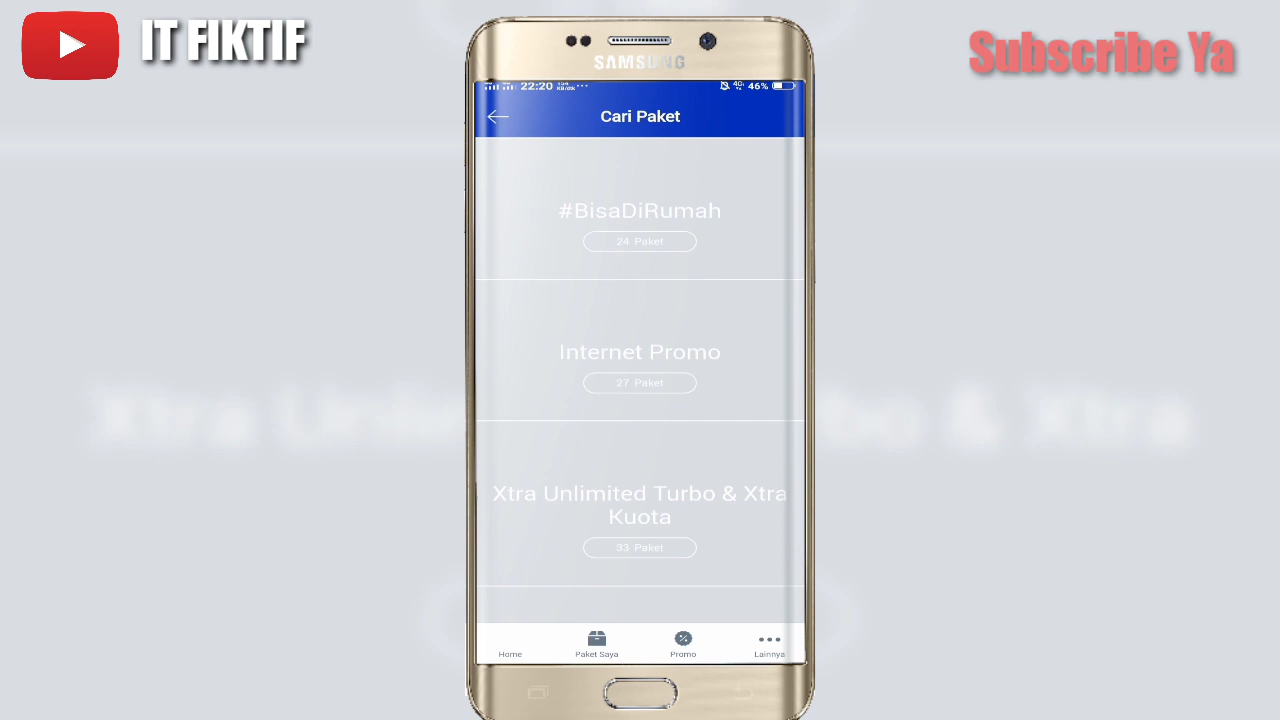 IT FIKTIF
Subscribe Ya
SAMSUNG
22:20
46%
Cari Paket
#BisaDiRumah
24 Paket
Internet Promo
27 Paket
Xtra Unlimited Turbo & Xtra
Kuota
33 Paket
Home
Paket Saya
Promo
Lainnya